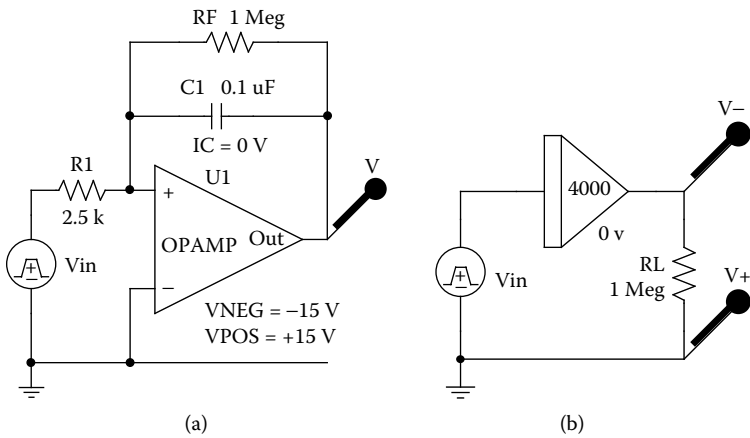 RF 1 Meg
C1 0.1 uF
IC = 0 V
R1
2.5 k
U1
V
+
OPAMP
Out
Vin
−
VNEG = −15 V
VPOS = +15 V
(a)
V−
4000
0 v
Vin
RL
1 Meg
V+
(b)